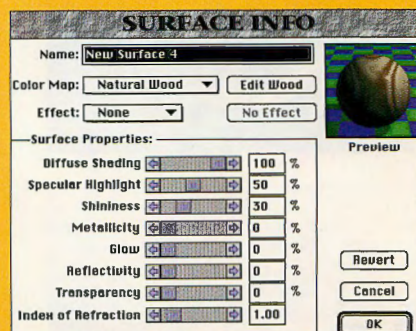 SURFACE INFO
Name: New Surface 4
Color Map: Natural Wood Edit Wood
Effect: None No Effect
Preview
Surface Properties:
Diffuse Shading 100 %
Specular Highlight 50 %
Shininess 30 %
Metallicity 0 %
Glow 0 %
Reflectivity 0 %
Transparency 0 %
Index of Refraction 1.00
Revert
Cancel
OK